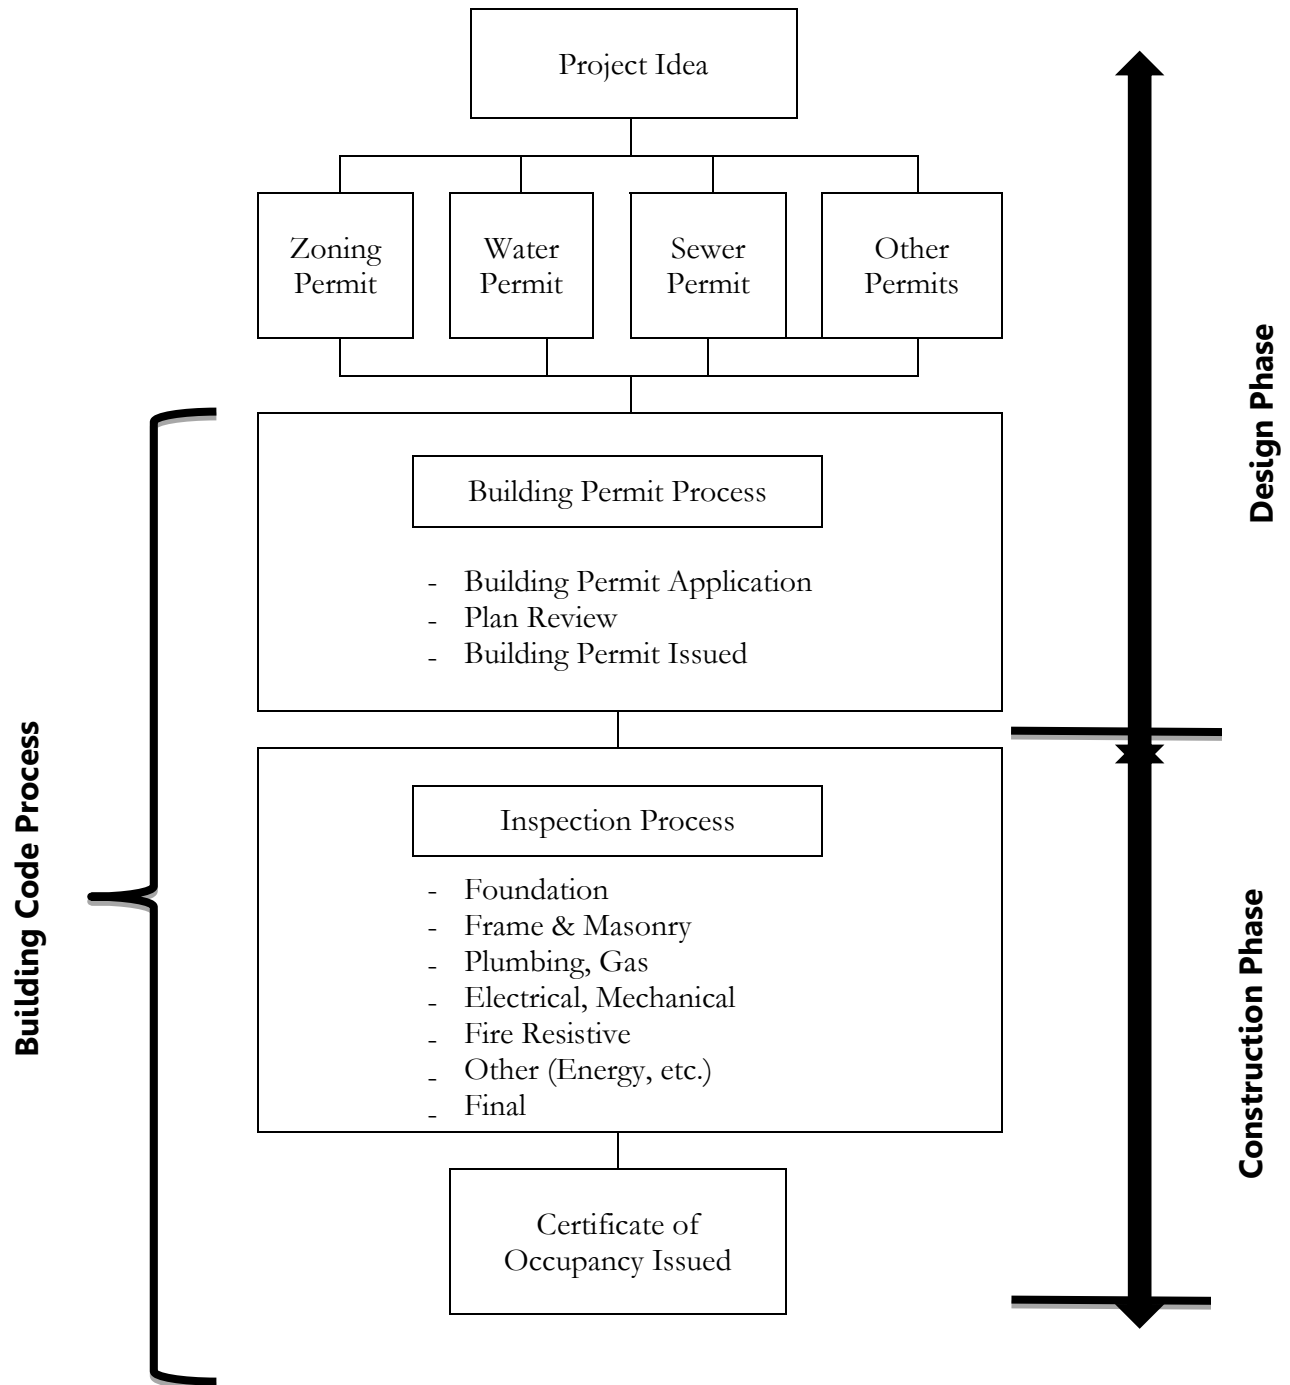 Project Idea
Zoning
Permit
Water
Permit
Sewer
Permit
Other
Permits
Building Permit Process
- Building Permit Application
- Plan Review
- Building Permit Issued
Inspection Process
- Foundation
- Frame & Masonry
- Plumbing, Gas
- Electrical, Mechanical
- Fire Resistive
- Other (Energy, etc.)
- Final
Certificate of
Occupancy Issued
Building Code Process
Design Phase
Construction Phase